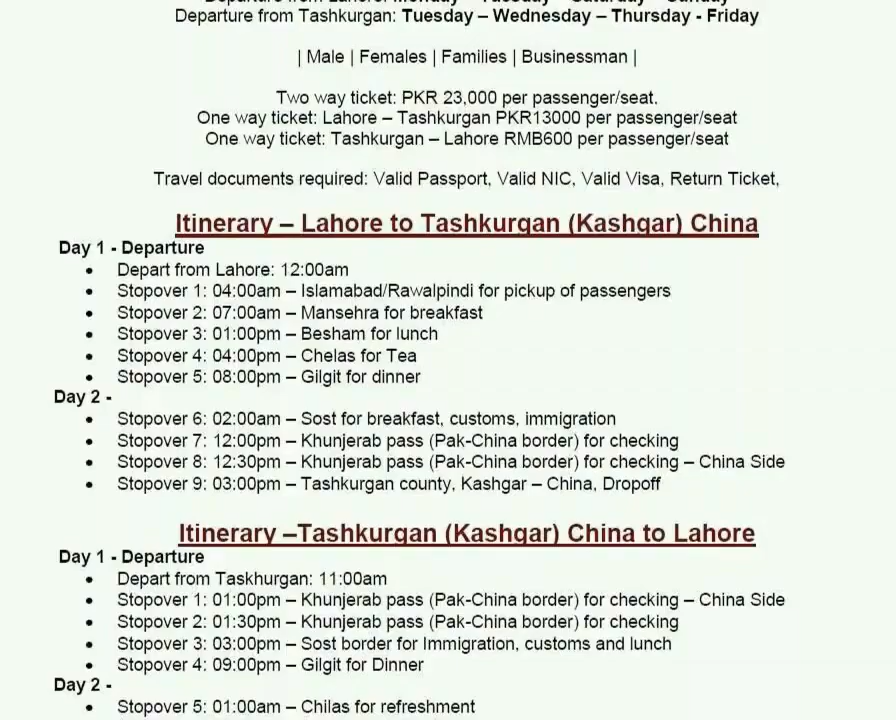 Departure from Lahore: Monday – Tuesday – Saturday – Sunday
Departure from Tashkurgan: Tuesday – Wednesday – Thursday - Friday
| Male | Females | Families | Businessman |
Two way ticket: PKR 23,000 per passenger/seat.
One way ticket: Lahore – Tashkurgan PKR13000 per passenger/seat
One way ticket: Tashkurgan – Lahore RMB600 per passenger/seat
Travel documents required: Valid Passport, Valid NIC, Valid Visa, Return Ticket,
Itinerary – Lahore to Tashkurgan (Kashgar) China
Day 1 - Departure
• Depart from Lahore: 12:00am
• Stopover 1: 04:00am – Islamabad/Rawalpindi for pickup of passengers
• Stopover 2: 07:00am – Mansehra for breakfast
• Stopover 3: 01:00pm – Besham for lunch
• Stopover 4: 04:00pm – Chelas for Tea
• Stopover 5: 08:00pm – Gilgit for dinner
Day 2 -
• Stopover 6: 02:00am – Sost for breakfast, customs, immigration
• Stopover 7: 12:00pm – Khunjerab pass (Pak-China border) for checking
• Stopover 8: 12:30pm – Khunjerab pass (Pak-China border) for checking – China Side
• Stopover 9: 03:00pm – Tashkurgan county, Kashgar – China, Dropoff
Itinerary –Tashkurgan (Kashgar) China to Lahore
Day 1 - Departure
• Depart from Taskhurgan: 11:00am
• Stopover 1: 01:00pm – Khunjerab pass (Pak-China border) for checking – China Side
• Stopover 2: 01:30pm – Khunjerab pass (Pak-China border) for checking
• Stopover 3: 03:00pm – Sost border for Immigration, customs and lunch
• Stopover 4: 09:00pm – Gilgit for Dinner
Day 2 -
• Stopover 5: 01:00am – Chilas for refreshment